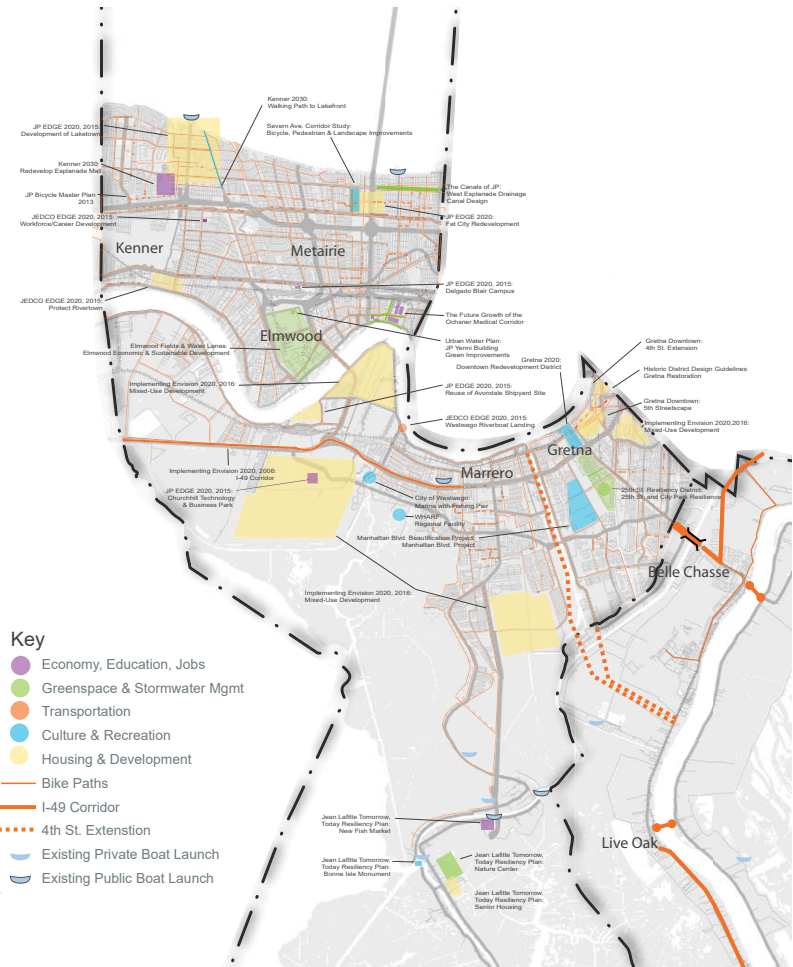 Kenner 2030:
Walking Path to Lakefront
JP EDGE 2020, 2015:
Development of Laketown
Severn Ave. Corridor Study:
Bicycle, Pedestrian & Landscape Improvements
Kenner 2030:
Redevelop Esplanade Mall
JP Bicycle Master Plan
2013
The Canals of JP:
West Esplanade Drainage
Canal Design
JEDCO EDGE 2020, 2015:
Workforce/Career Development
JP EDGE 2020:
Fat City Redevelopment
Kenner
Metairie
JEDCO EDGE 2020, 2015:
Protect Rivertown
JP EDGE 2020, 2015:
Delgado Blair Campus
The Future Growth of the
Ochsner Medical Corridor
Elmwood
Elmwood Fields & Water Lanes:
Elmwood Economic & Sustainable Development
Urban Water Plan:
JP Yenni Building
Green Improvements
Gretna 2020:
Downtown Redevelopment District
Gretna Downtown:
4th St. Extension
Historic District Design Guidelines
Gretna Restoration
Implementing Envision 2020, 2016:
Mixed-Use Development
JP EDGE 2020, 2015:
Reuse of Avondale Shipyard Site
Gretna Downtown:
5th Streetscape
JEDCO EDGE 2020, 2015:
Westwego Riverboat Landing
Implementing Envision 2020,2016:
Mixed-Use Development
Gretna
Marrero
Implementing Envision 2020, 2006:
I-49 Corridor
JP EDGE 2020, 2015:
Churchill Technology
& Business Park
City of Westwego:
Marina with Fishing Pier
WHARF:
Regional Facility
25th St. Resiliency District:
25th St. and City Park Resilience
Manhattan Blvd. Beautification Project:
Manhattan Blvd. Project
Belle Chasse
Implementing Envision 2020, 2016:
Mixed-Use Development
Key
Economy, Education, Jobs
Greenspace & Stormwater Mgmt
Transportation
Culture & Recreation
Housing & Development
Bike Paths
I-49 Corridor
4th St. Extenstion
Existing Private Boat Launch
Existing Public Boat Launch
Jean Lafitte Tomorrow,
Today Resiliency Plan:
New Fish Market
Live Oak
Jean Lafitte Tomorrow,
Today Resiliency Plan:
Bonne Isle Monument
Jean Lafitte Tomorrow,
Today Resiliency Plan:
Nature Center
Jean Lafitte Tomorrow,
Today Resiliency Plan:
Senior Housing